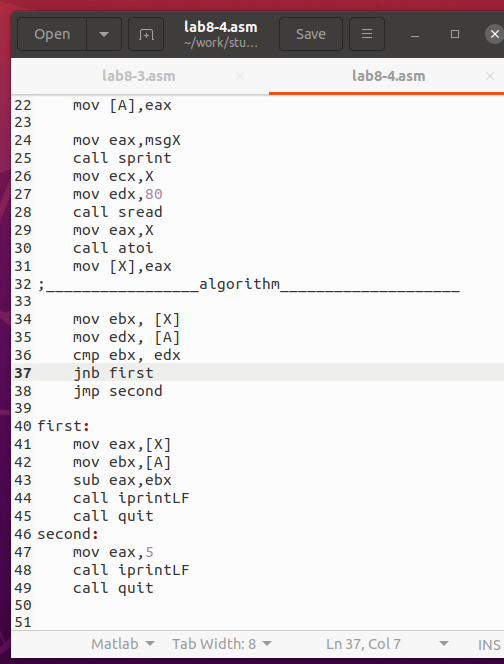 Open
lab8-4.asm
~/work/stu...
Save
lab8-3.asm
lab8-4.asm
22 mov [A],eax
23
24 mov eax,msgX
25 call sprint
26 mov ecx,X
27 mov edx,80
28 call sread
29 mov eax,X
30 call atoi
31 mov [X],eax
32 ;_________________algorithm____________________
33
34 mov ebx, [X]
35 mov edx, [A]
36 cmp ebx, edx
37 jnb first
38 jmp second
39
40 first:
41 mov eax,[X]
42 mov ebx,[A]
43 sub eax,ebx
44 call iprintLF
45 call quit
46 second:
47 mov eax,5
48 call iprintLF
49 call quit
50
51
Matlab Tab Width: 8 Ln 37, Col 7 INS